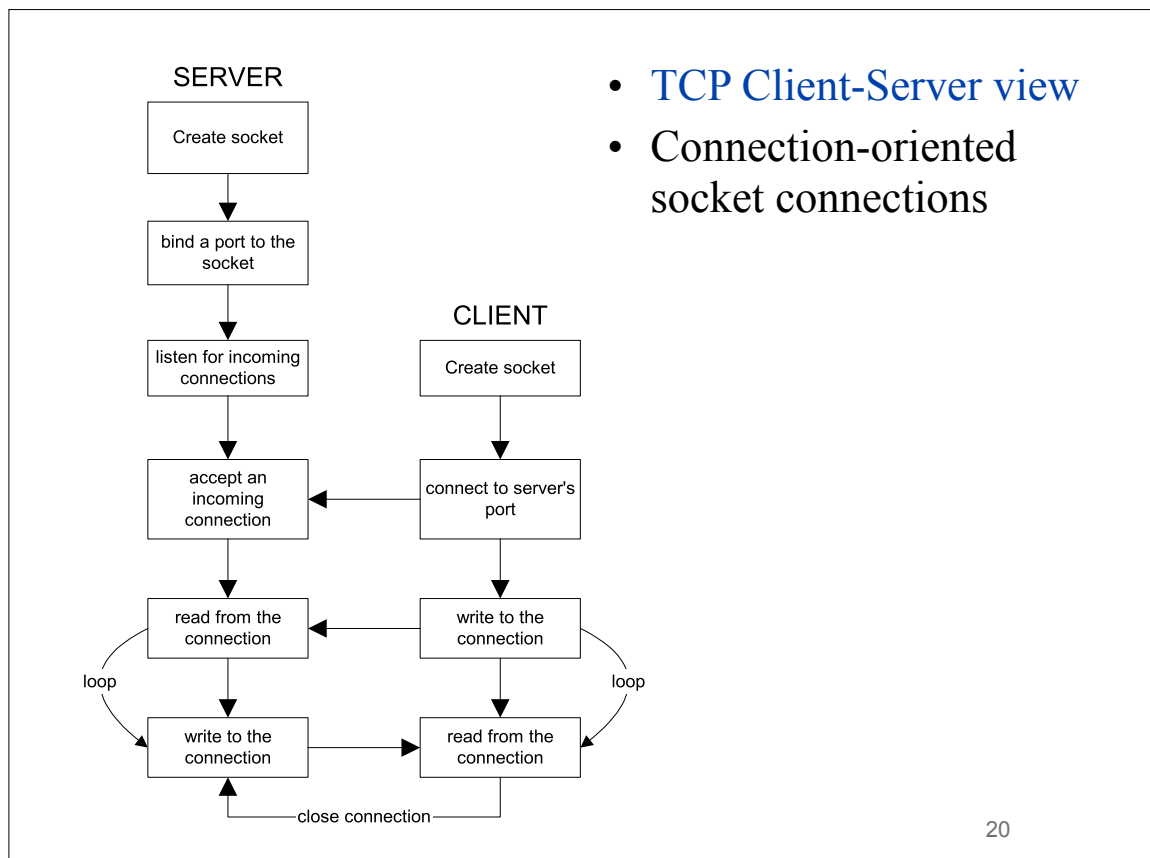 SERVER
Create socket
bind a port to the
socket
listen for incoming
connections
accept an
incoming
connection
read from the
connection
loop
write to the
connection
CLIENT
Create socket
connect to server's
port
write to the
connection
loop
read from the
connection
close connection
• TCP Client-Server view
• Connection-oriented
socket connections
20